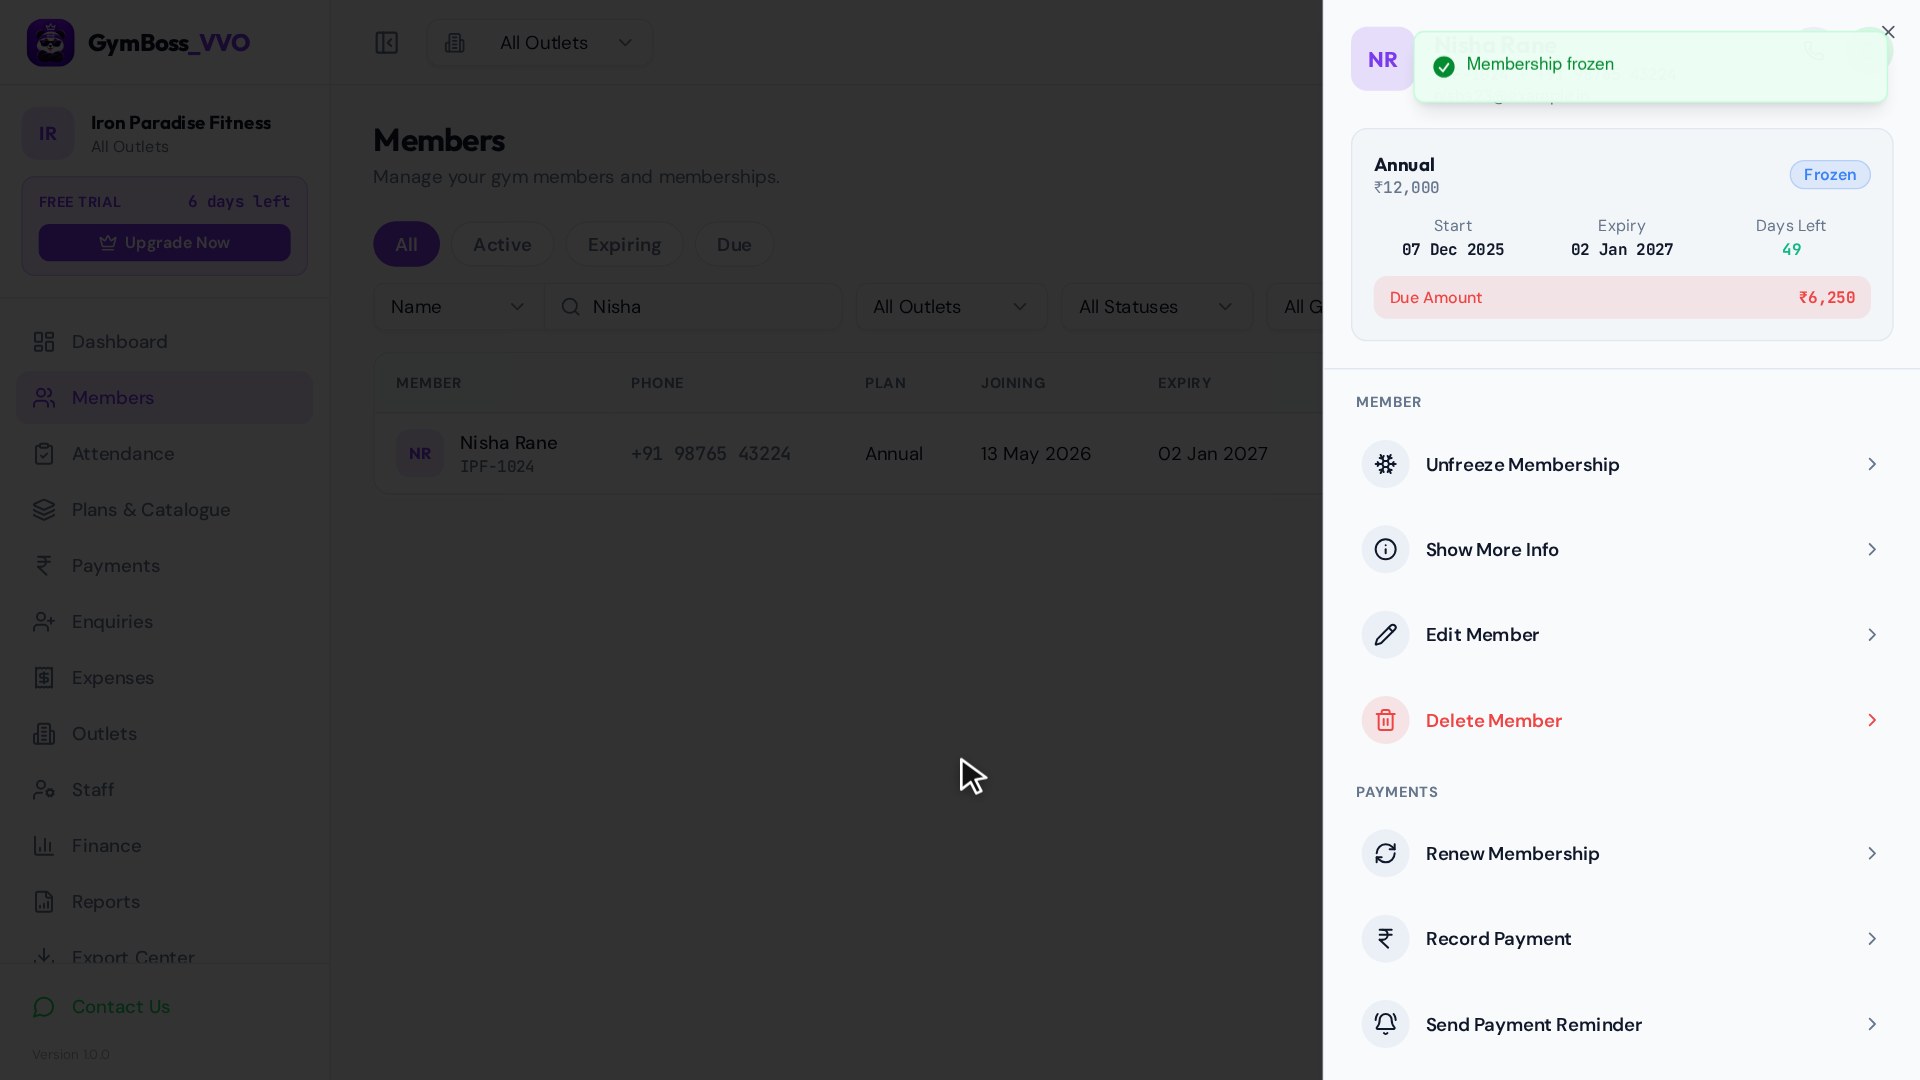 GymBoss_VVO
All Outlets
IR
Iron Paradise Fitness
All Outlets
FREE TRIAL
6 days left
Upgrade Now
Dashboard
Members
Attendance
Plans & Catalogue
Payments
Enquiries
Expenses
Outlets
Staff
Finance
Reports
Export Center
Contact Us
Version 1.0.0
Members
Manage your gym members and memberships.
All
Active
Expiring
Due
Name
Nisha
All Outlets
All Statuses
All G
MEMBER
PHONE
PLAN
JOINING
EXPIRY
NR
Nisha Rane
IPF-1024
+91 98765 43224
Annual
13 May 2026
02 Jan 2027
NR
Nisha Rane
Membership frozen
Annual
₹12,000
Frozen
Start
Expiry
Days Left
07 Dec 2025
02 Jan 2027
49
Due Amount
₹6,250
MEMBER
Unfreeze Membership
Show More Info
Edit Member
Delete Member
PAYMENTS
Renew Membership
Record Payment
Send Payment Reminder